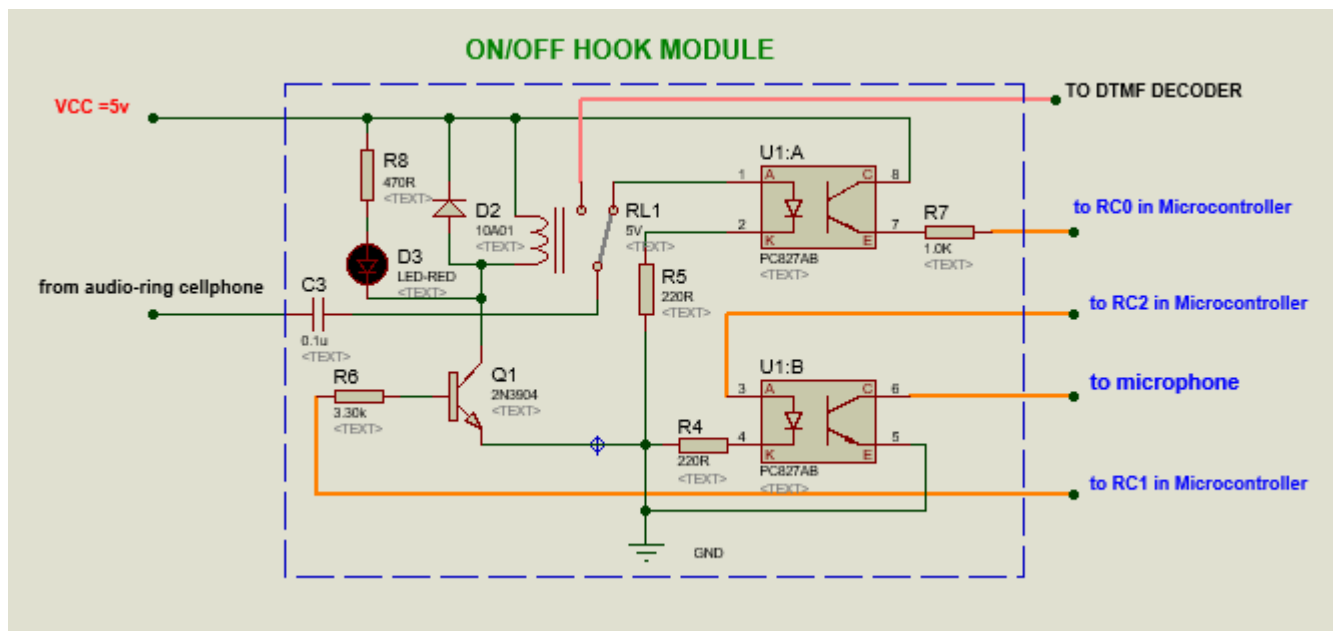 ON/OFF HOOK MODULE
VCC =5v
TO DTMF DECODER
R8
470R
<TEXT>
D2
10A01
<TEXT>
RL1
5V
<TEXT>
U1:A
1
A
C
8
2
K
E
7
PC827AB
<TEXT>
R7
1.0K
<TEXT>
to RC0 in Microcontroller
D3
LED-RED
<TEXT>
R5
220R
<TEXT>
from audio-ring cellphone
C3
0.1u
<TEXT>
to RC2 in Microcontroller
R6
3.30k
<TEXT>
Q1
2N3904
<TEXT>
U1:B
3
A
C
6
4
K
E
5
PC827AB
<TEXT>
to microphone
R4
220R
<TEXT>
to RC1 in Microcontroller
GND